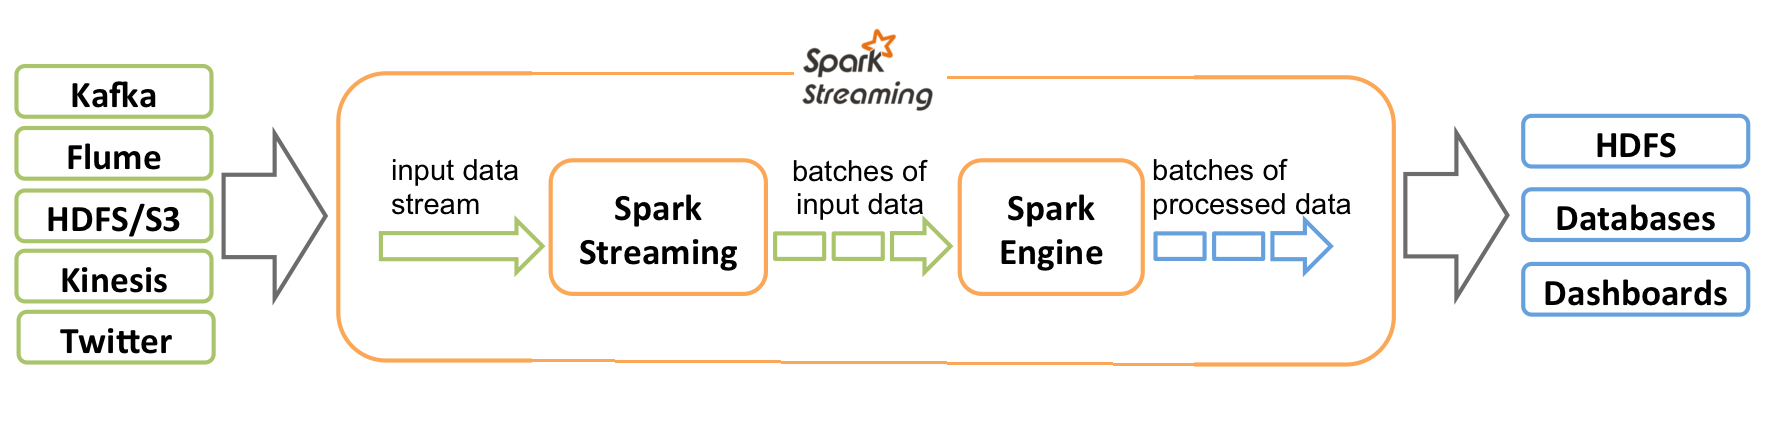 Spark
Streaming
Kafka
Flume
HDFS/S3
Kinesis
Twitter
input data
stream
Spark
Streaming
batches of
input data
Spark
Engine
batches of
processed data
HDFS
Databases
Dashboards